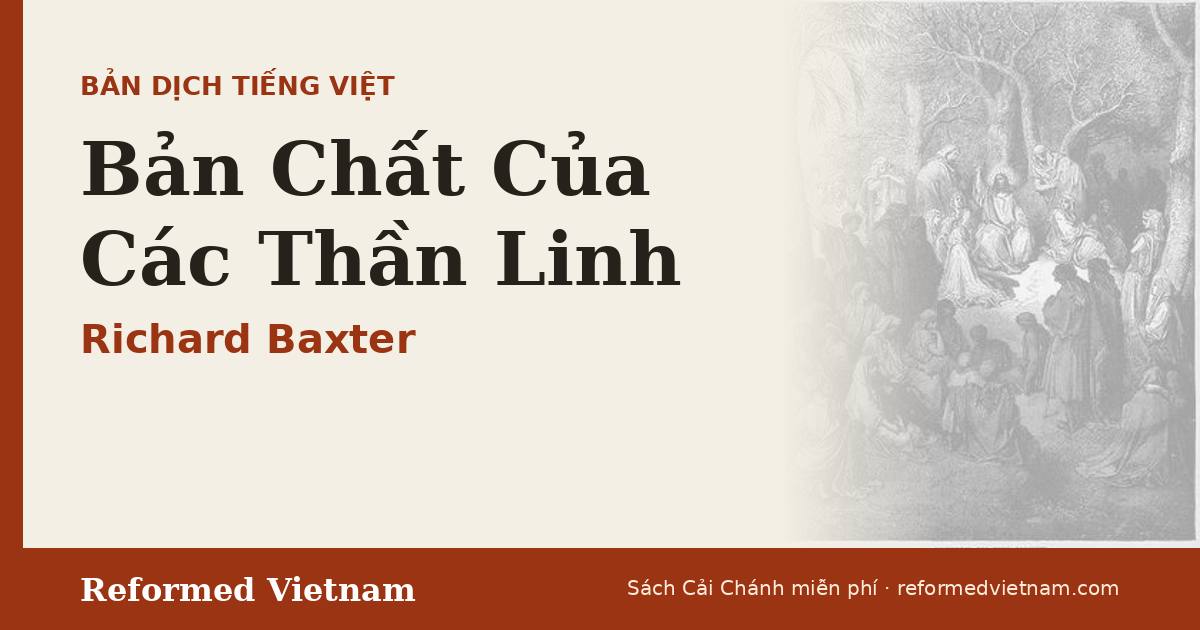 BẢN DỊCH TIẾNG VIỆT
Bản Chất Của
Các Thần Linh
Richard Baxter
Reformed Vietnam
Sách Cải Chánh miễn phí · reformedvietnam.com